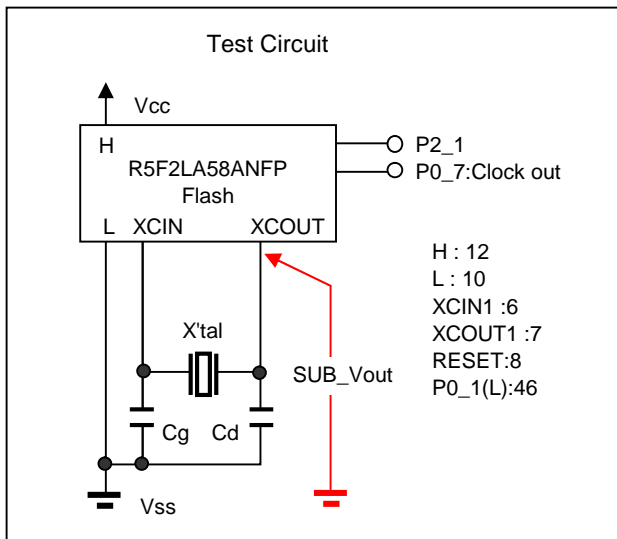 Test Circuit
Vcc
H
R5F2LA58ANFP
Flash
L XCIN XCOUT
P2_1
P0_7:Clock out
X'tal
SUB_Vout
Cg Cd
Vss
H : 12
L : 10
XCIN1 :6
XCOUT1 :7
RESET:8
P0_1(L):46